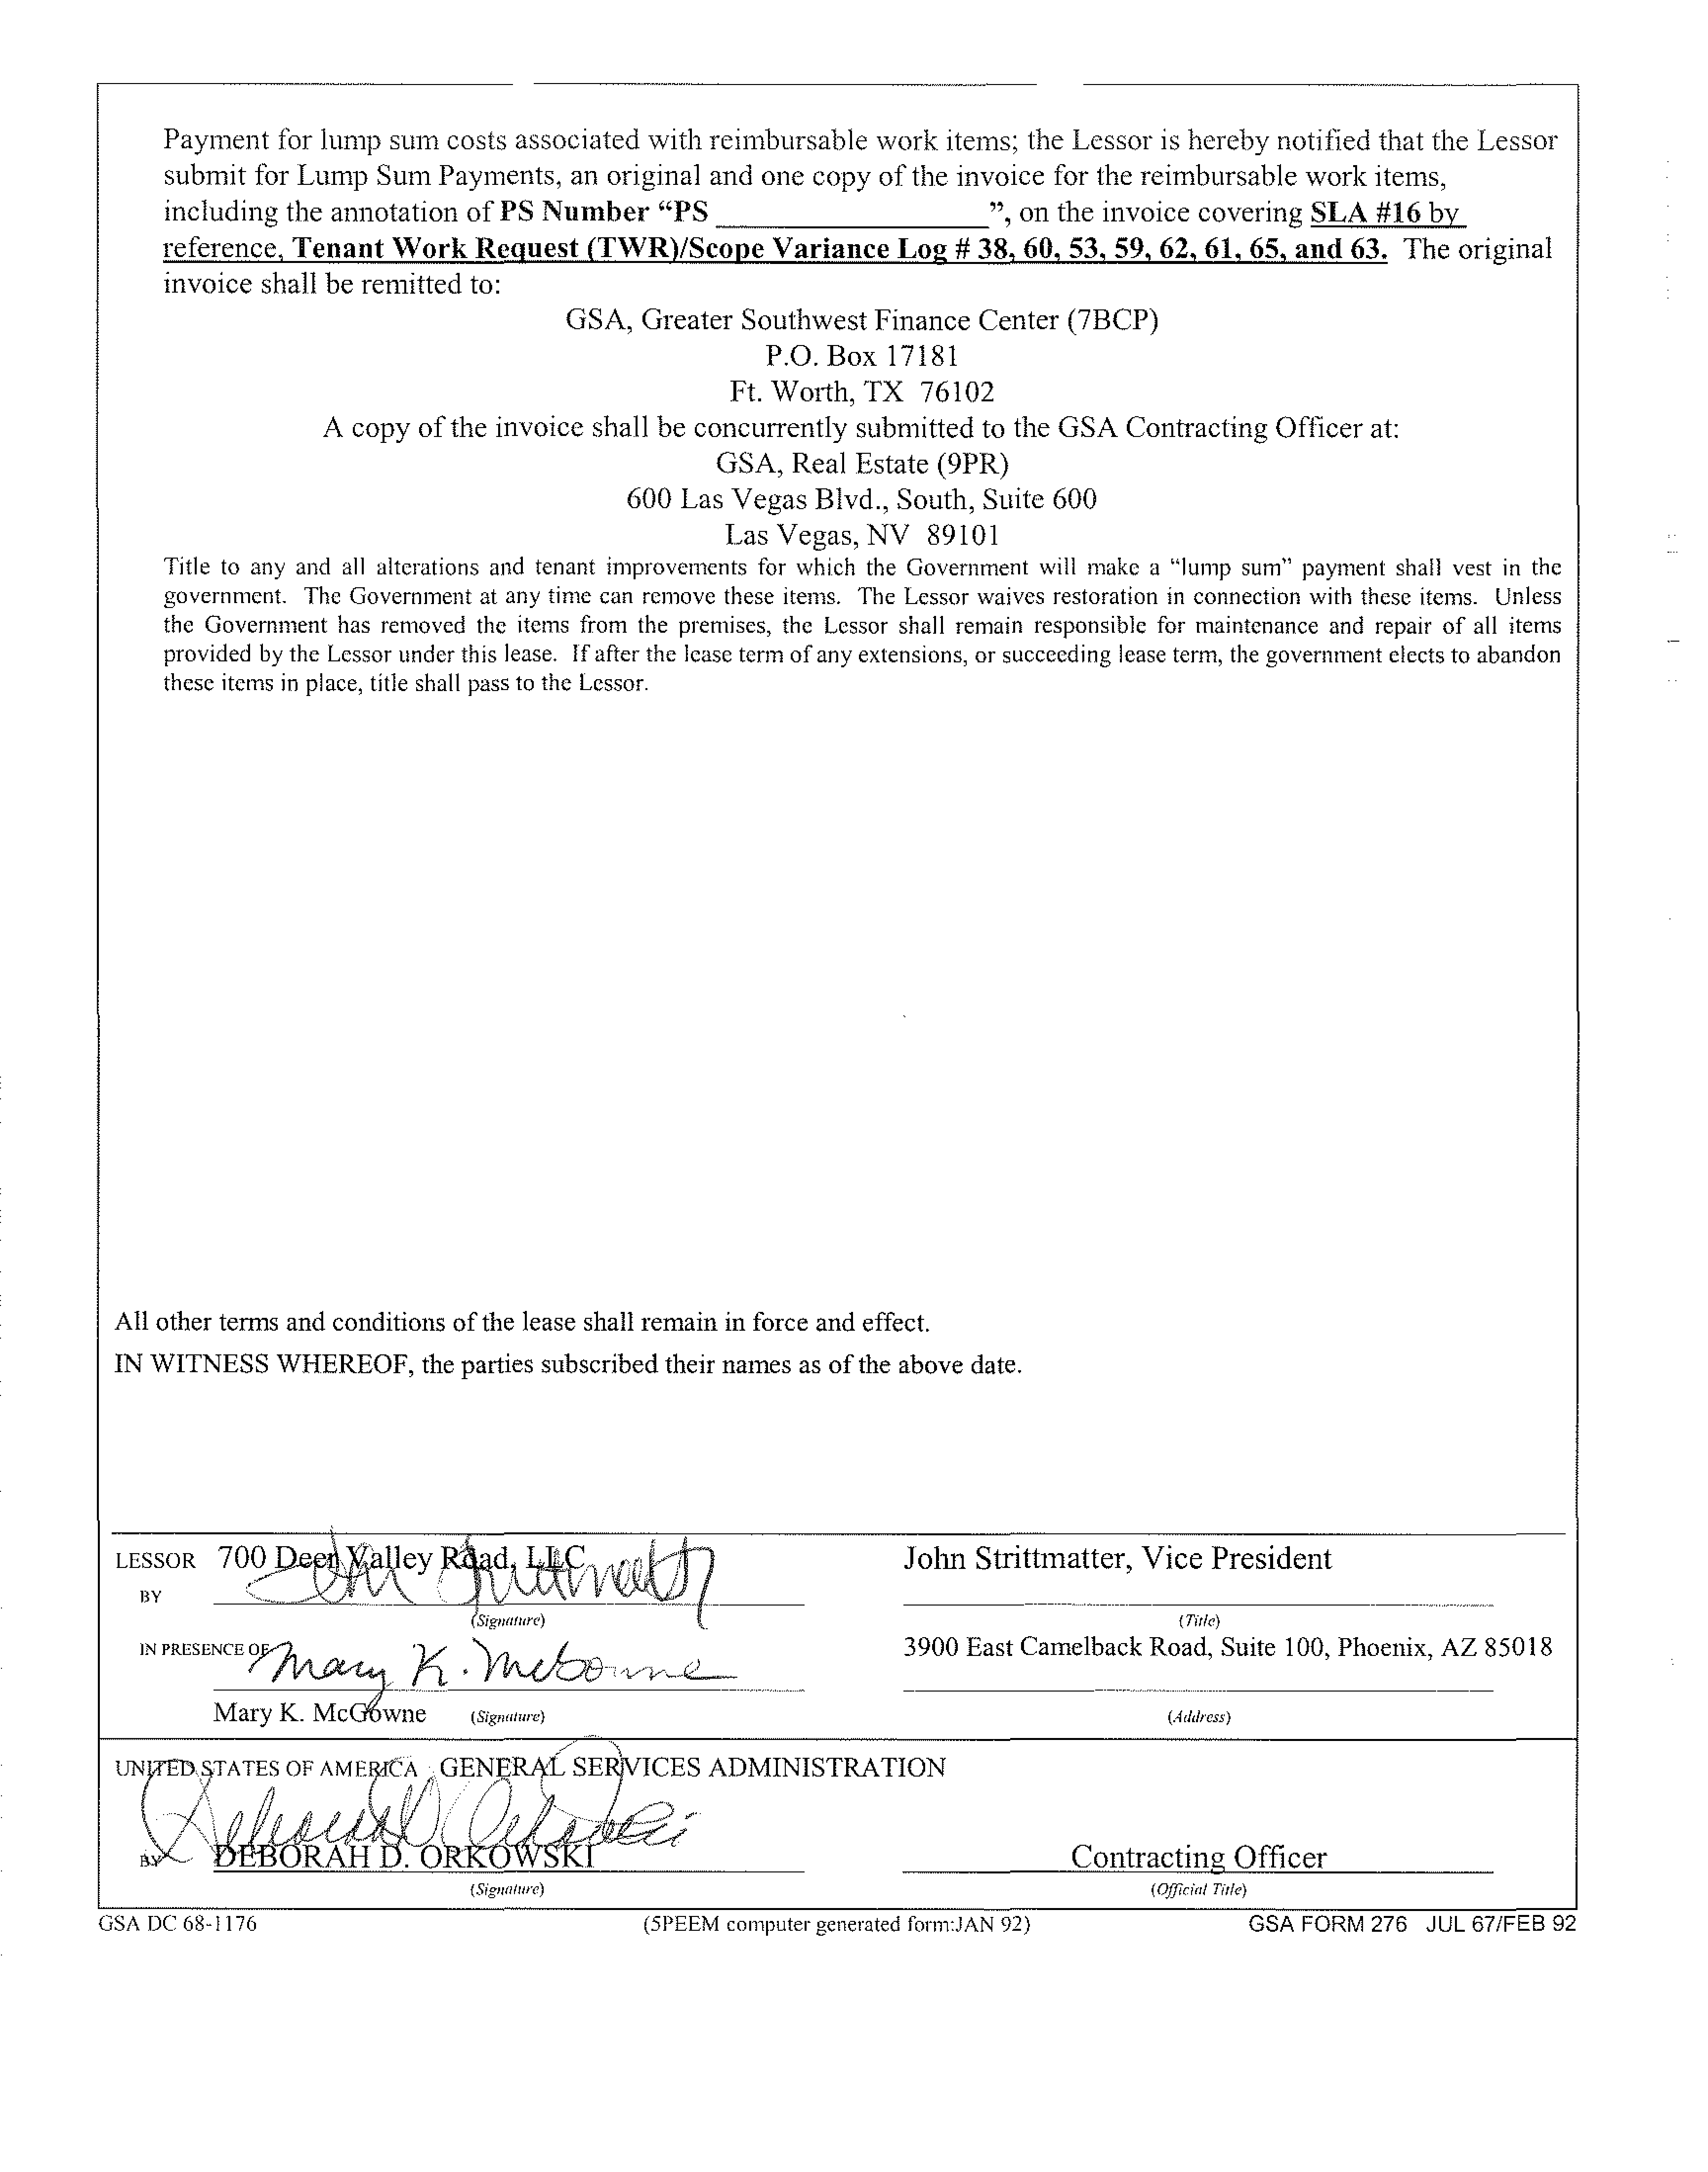 Payment for lump sum costs associated with reimbursable work items; the Lessor is hereby notified that the Lessor
submit for Lump Sum Payments, an original and one copy of the invoice for the reimbursable work items,
including the annotation of PS Number “PS ____________________”, on the invoice covering SLA #16 by
reference, Tenant Work Request (TWR)/Scope Variance Log # 38, 60, 53, 59, 62, 61, 65, and 63. The original
invoice shall be remitted to:
GSA, Greater Southwest Finance Center (7BCP)
P.O. Box 17181
Ft. Worth, TX 76102
A copy of the invoice shall be concurrently submitted to the GSA Contracting Officer at:
GSA, Real Estate (9PR)
600 Las Vegas Blvd., South, Suite 600
Las Vegas, NV 89101
Title to any and all alterations and tenant improvements for which the Government will make a “lump sum” payment shall vest in the
government. The Government at any time can remove these items. The Lessor waives restoration in connection with these items. Unless
the Government has removed the items from the premises, the Lessor shall remain responsible for maintenance and repair of all items
provided by the Lessor under this lease. If after the lease term of any extensions, or succeeding lease term, the government elects to abandon
these items in place, title shall pass to the Lessor.
All other terms and conditions of the lease shall remain in force and effect.
IN WITNESS WHEREOF, the parties subscribed their names as of the above date.
LESSOR 700 Deer Valley Road, LLC John Strittmatter, Vice President
BY John Strittmatter
(Signature) (Title)
IN PRESENCE OF Mary K. McGowne 3900 East Camelback Road, Suite 100, Phoenix, AZ 85018
Mary K. McGowne (Signature) (Address)
UNITED STATES OF AMERICA GENERAL SERVICES ADMINISTRATION
Deborah D Orkowski
BY DEBORAH D. ORKOWSKI Contracting Officer
(Signature) (Official Title)
GSA DC 68-1176 (5PEEM computer generated form:JAN 92) GSA FORM 276 JUL 67/FEB 92